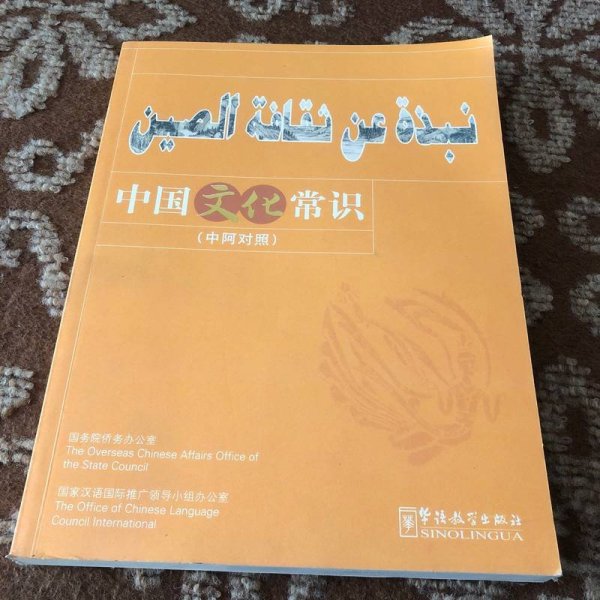 نبذة عن ثقافة الصين
中国文化常识
(中阿对照)
国务院侨务办公室
The Overseas Chinese Affairs Office of
the State Council
国家汉语国际推广领导小组办公室
The Office of Chinese Language
Council International
华语教学出版社
SINOLINGUA